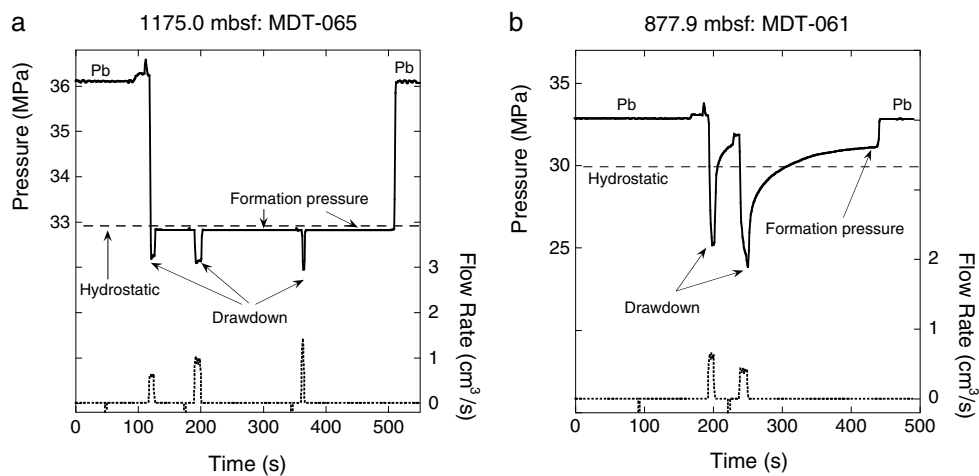 a
1175.0 mbsf: MDT-065
Pb
Pb
36
35
34
33
Pressure (MPa)
Formation pressure
Hydrostatic
Drawdown
3
2
1
0
Flow Rate (cm³/s)
0 100 200 300 400 500
Time (s)
b
877.9 mbsf: MDT-061
35
30
25
Pressure (MPa)
Pb
Pb
Hydrostatic
Formation pressure
Drawdown
2
1
0
Flow Rate (cm³/s)
0 100 200 300 400 500
Time (s)